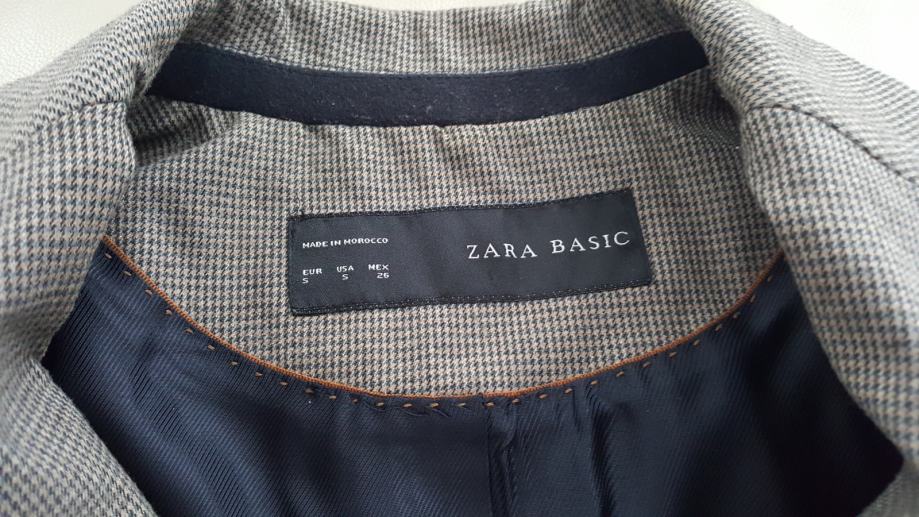 MADE IN MOROCCO
ZARA BASIC
EUR USA MEX
S S 26